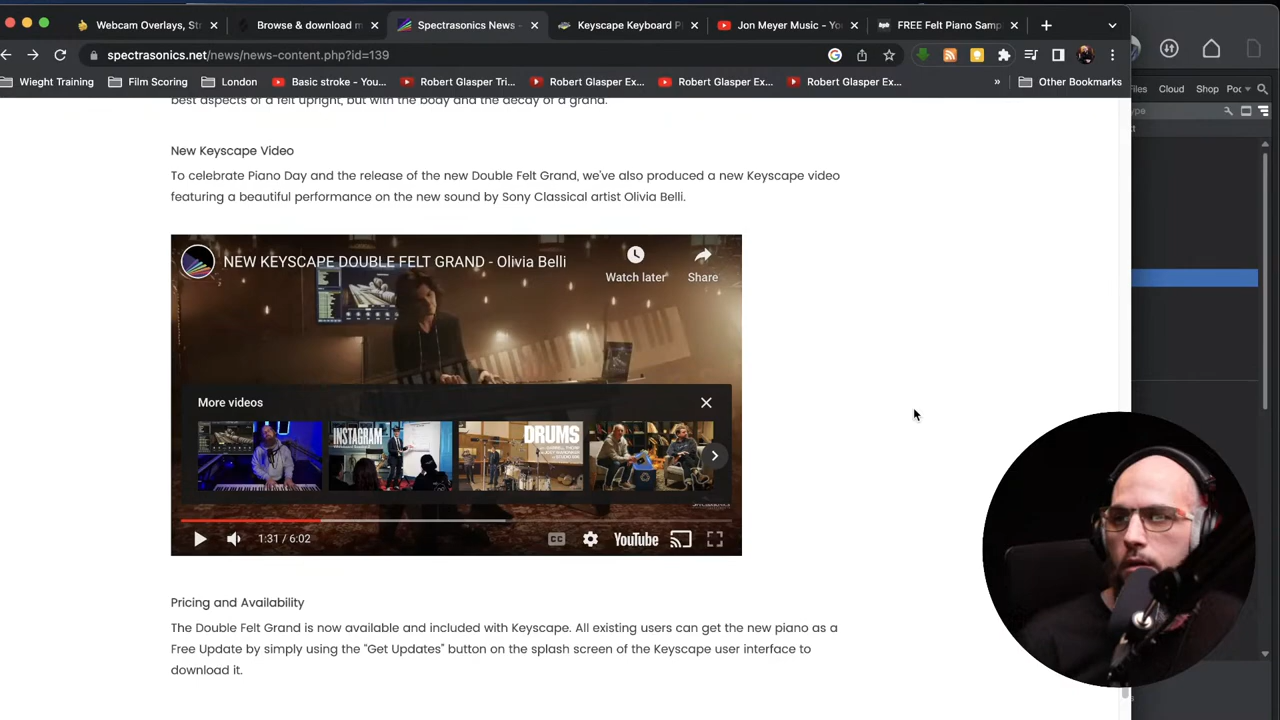 Webcam Overlays, Str
Browse & download m
Spectrasonics News -
Keyscape Keyboard Pl
Jon Meyer Music - Yo
FREE Felt Piano Samp
spectrasonics.net/news/news-content.php?id=139
Wieght Training
Film Scoring
London
Basic stroke - You...
Robert Glasper Tri...
Robert Glasper Ex...
Robert Glasper Ex...
Robert Glasper Ex...
»
Other Bookmarks
Files
Cloud
Shop
Poo
best aspects of a felt upright, but with the body and the decay of a grand.
New Keyscape Video
To celebrate Piano Day and the release of the new Double Felt Grand, we've also produced a new Keyscape video
featuring a beautiful performance on the new sound by Sony Classical artist Olivia Belli.
NEW KEYSCAPE DOUBLE FELT GRAND - Olivia Belli
Watch later
Share
More videos
INSTAGRAM
DRUMS
1:31 / 6:02
CC
YouTube
Pricing and Availability
The Double Felt Grand is now available and included with Keyscape. All existing users can get the new piano as a
Free Update by simply using the "Get Updates" button on the splash screen of the Keyscape user interface to
download it.